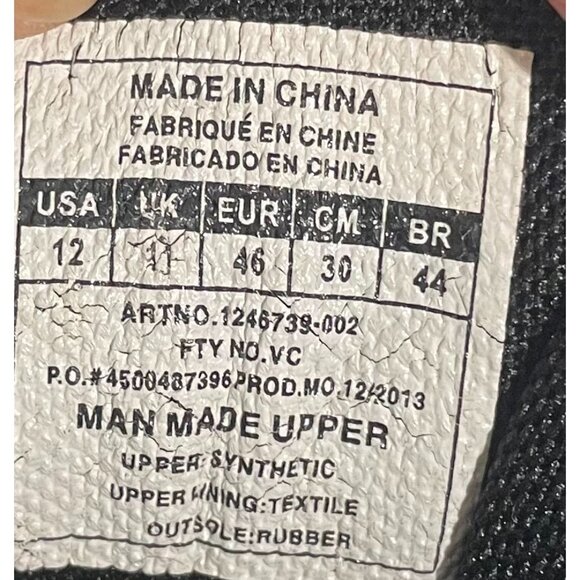 MADE IN CHINA
FABRIQUÉ EN CHINE
FABRICADO EN CHINA
USA UK EUR CM BR
12 11 46 30 44
ARTNO.1246739-002
FTY NO.VC
P.O.#4500487396PROD.MO.12/2013
MAN MADE UPPER
UPPER:SYNTHETIC
UPPER LINING:TEXTILE
OUTSOLE:RUBBER